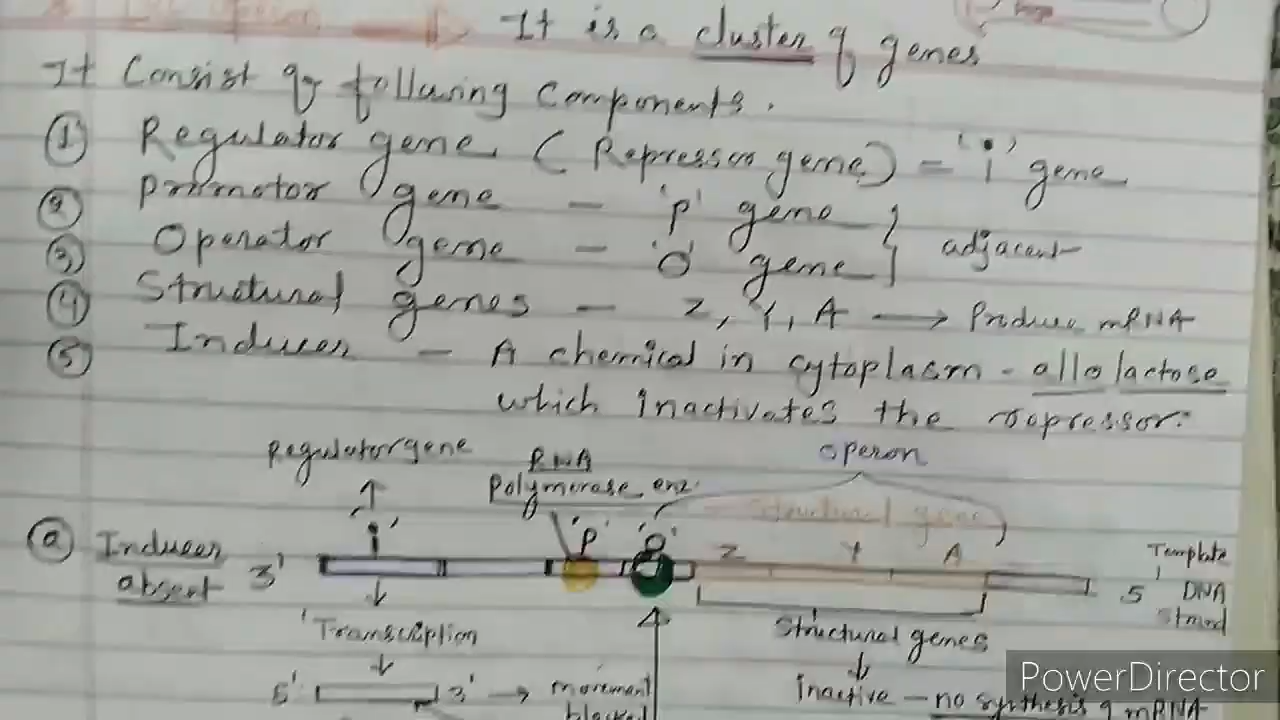 It is a cluster of genes
It Consist of following Components.
① Regulator gene (Repressor gene) = 'i' gene
② Promotor gene - 'P' gene } adjacent
③ Operator gene - 'O' gene
④ Structural genes - Z, Y, A → Produce mRNA
⑤ Inducer - A chemical in cytoplasm - allolactose
which inactivates the repressor.
Regulator gene
RNA
Polymerase enz.
operon
'i'
'P'
'O'
Structural gene
Z Y A
ⓐ Inducer
absent
3'
5'
Template
DNA
Strand
Transcription
Structural genes
5' 3' → movement
blocked
Inactive - no synthesis of mRNA
PowerDirector